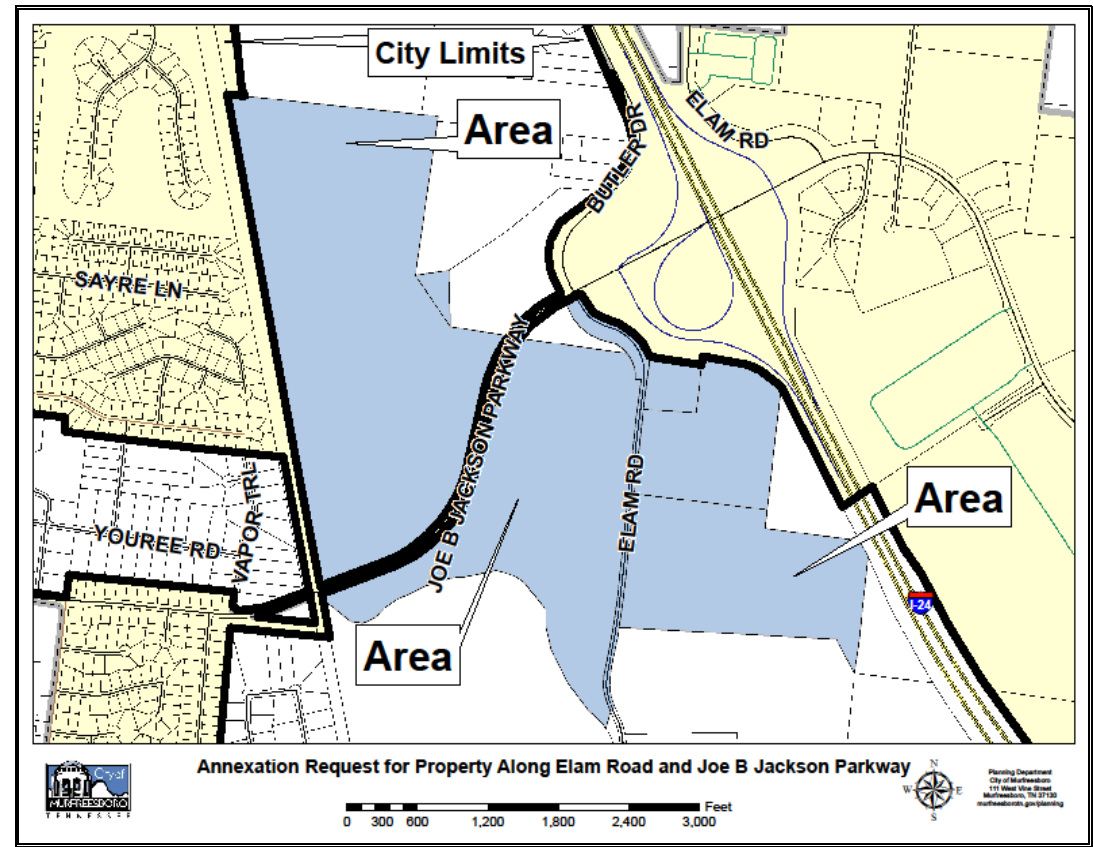 City Limits
Area
ELAM RD
BUTLER DR
SAYRE LN
JOE B JACKSON PARKWAY
ELAM RD
Area
VAPOR TRL
YOUREE RD
I-24
Area
Annexation Request for Property Along Elam Road and Joe B Jackson Parkway
City of
MURFREESBORO
TENNESSEE
0 300 600 1,200 1,800 2,400 3,000
Feet
N
W E
S
Planning Department
City of Murfreesboro
111 West Vine Street
Murfreesboro, TN 37130
murfreesborotn.gov/planning